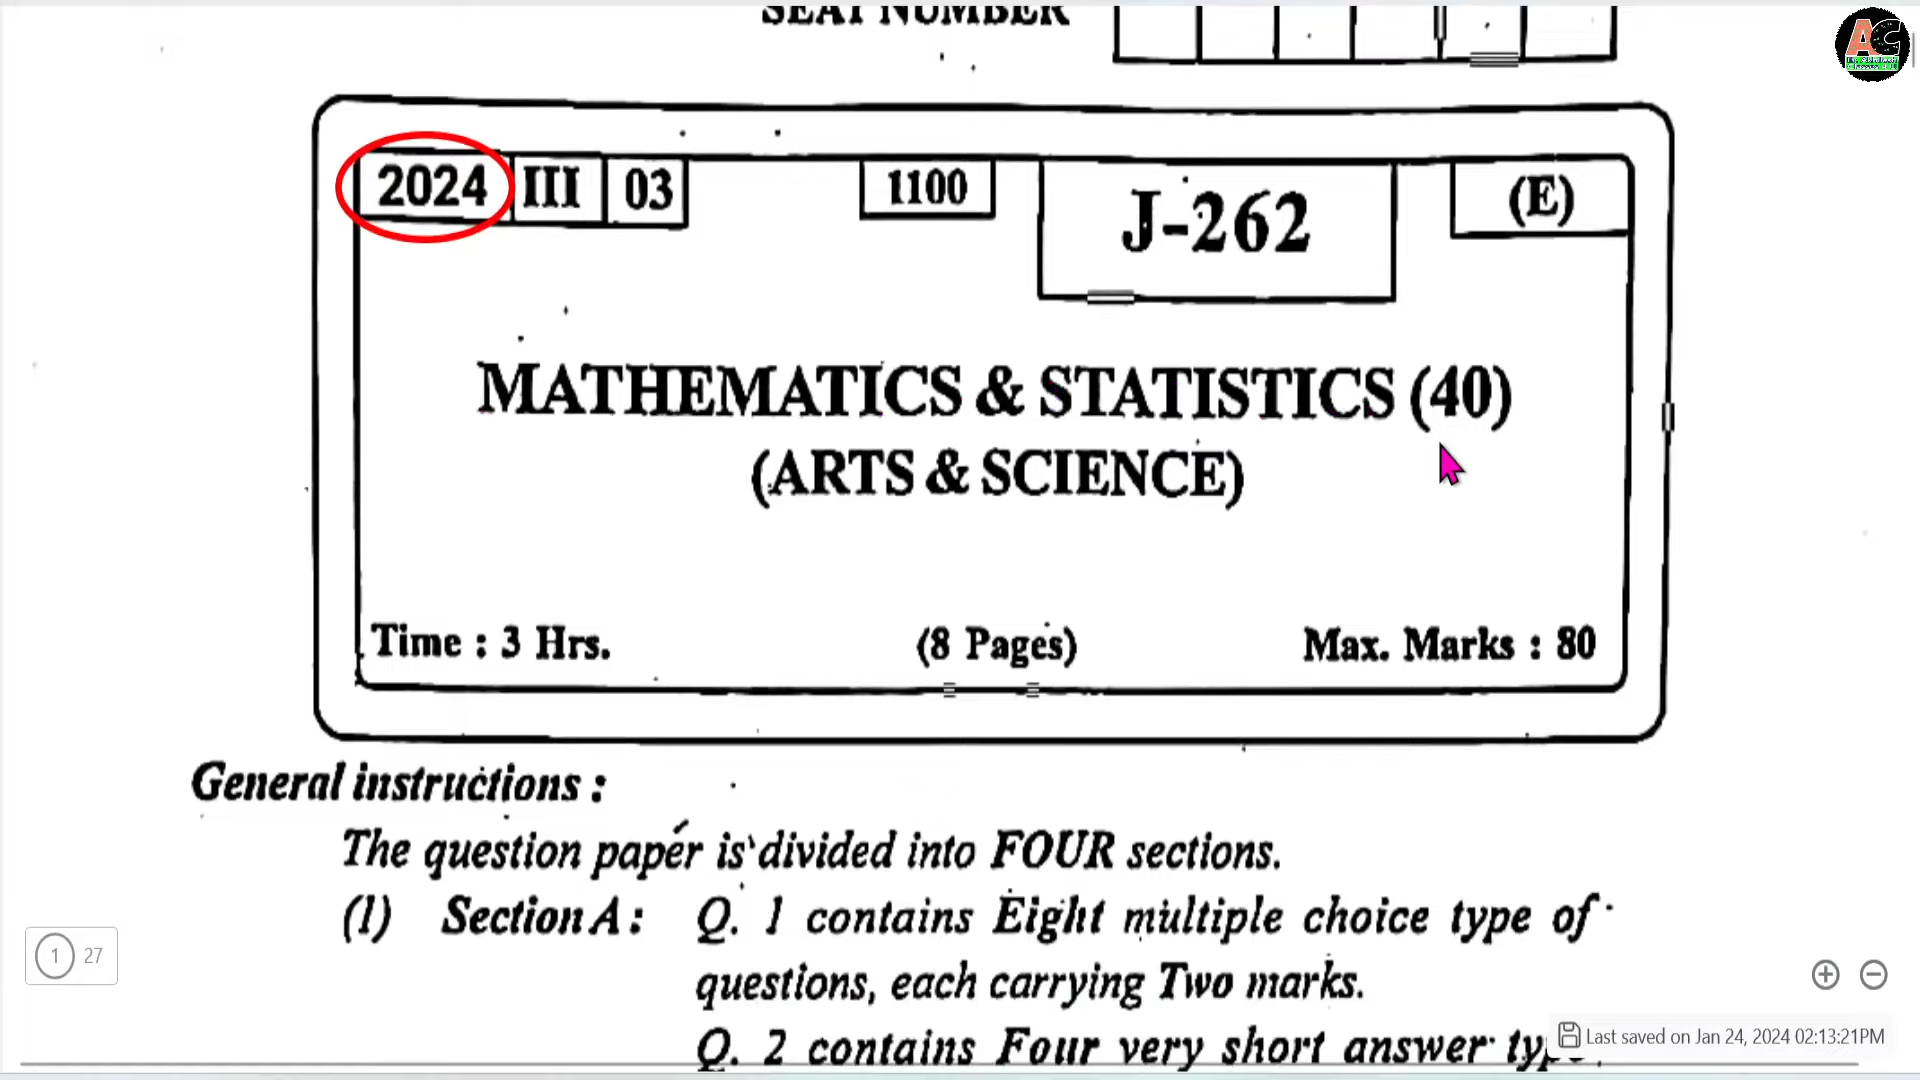 SEAT NUMBER
AC
2024 III 03 1100 J-262 (E)
MATHEMATICS & STATISTICS (40)
(ARTS & SCIENCE)
Time : 3 Hrs. (8 Pages) Max. Marks : 80
General instructions :
The question paper is divided into FOUR sections.
(1) Section A : Q. 1 contains Eight multiple choice type of
questions, each carrying Two marks.
Q. 2 contains Four very short answer
1 27
Last saved on Jan 24, 2024 02:13:21PM